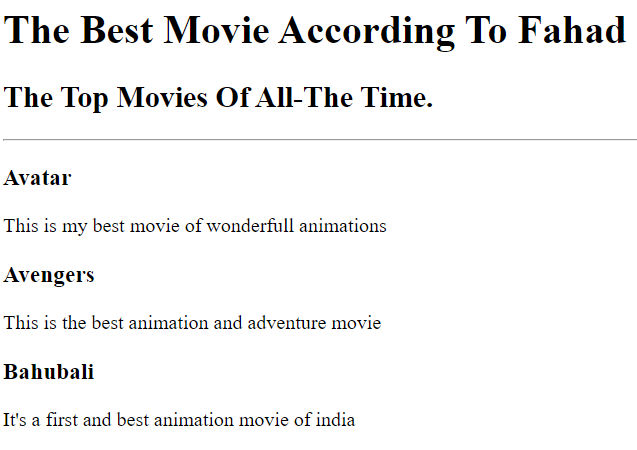 The Best Movie According To Fahad
The Top Movies Of All-The Time.
Avatar
This is my best movie of wonderfull animations
Avengers
This is the best animation and adventure movie
Bahubali
It's a first and best animation movie of india